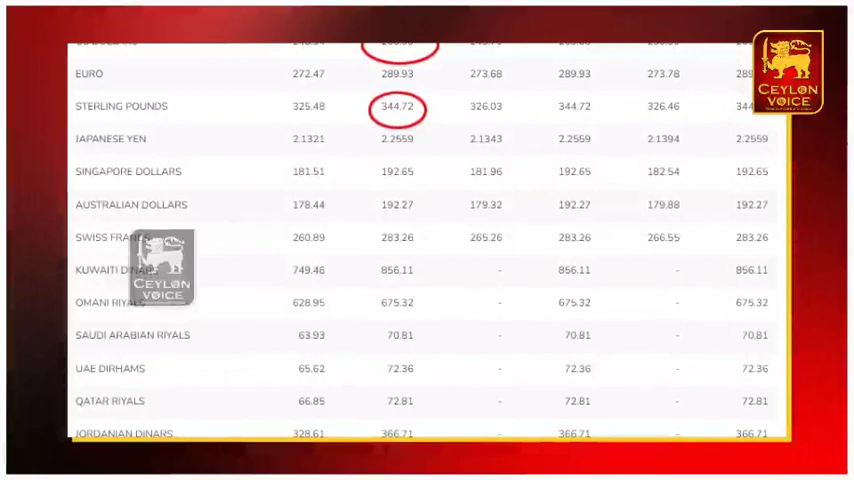 EURO 272.47 289.93 273.68 289.93 273.78 289.
STERLING POUNDS 325.48 344.72 326.03 344.72 326.46 344.
JAPANESE YEN 2.1321 2.2559 2.1343 2.2559 2.1394 2.2559
SINGAPORE DOLLARS 181.51 192.65 181.96 192.65 182.54 192.65
AUSTRALIAN DOLLARS 178.44 192.27 179.32 192.27 179.88 192.27
SWISS FRANCS 260.89 283.26 265.26 283.26 266.55 283.26
KUWAITI DINARS 749.46 856.11 - 856.11 - 856.11
OMANI RIYALS 628.95 675.32 - 675.32 - 675.32
SAUDI ARABIAN RIYALS 63.93 70.81 - 70.81 - 70.81
UAE DIRHAMS 65.62 72.36 - 72.36 - 72.36
QATAR RIYALS 66.85 72.81 - 72.81 - 72.81
JORDANIAN DINARS 328.61 366.71 - 366.71 - 366.71
CEYLON
VOICE
CEYLON
VOICE